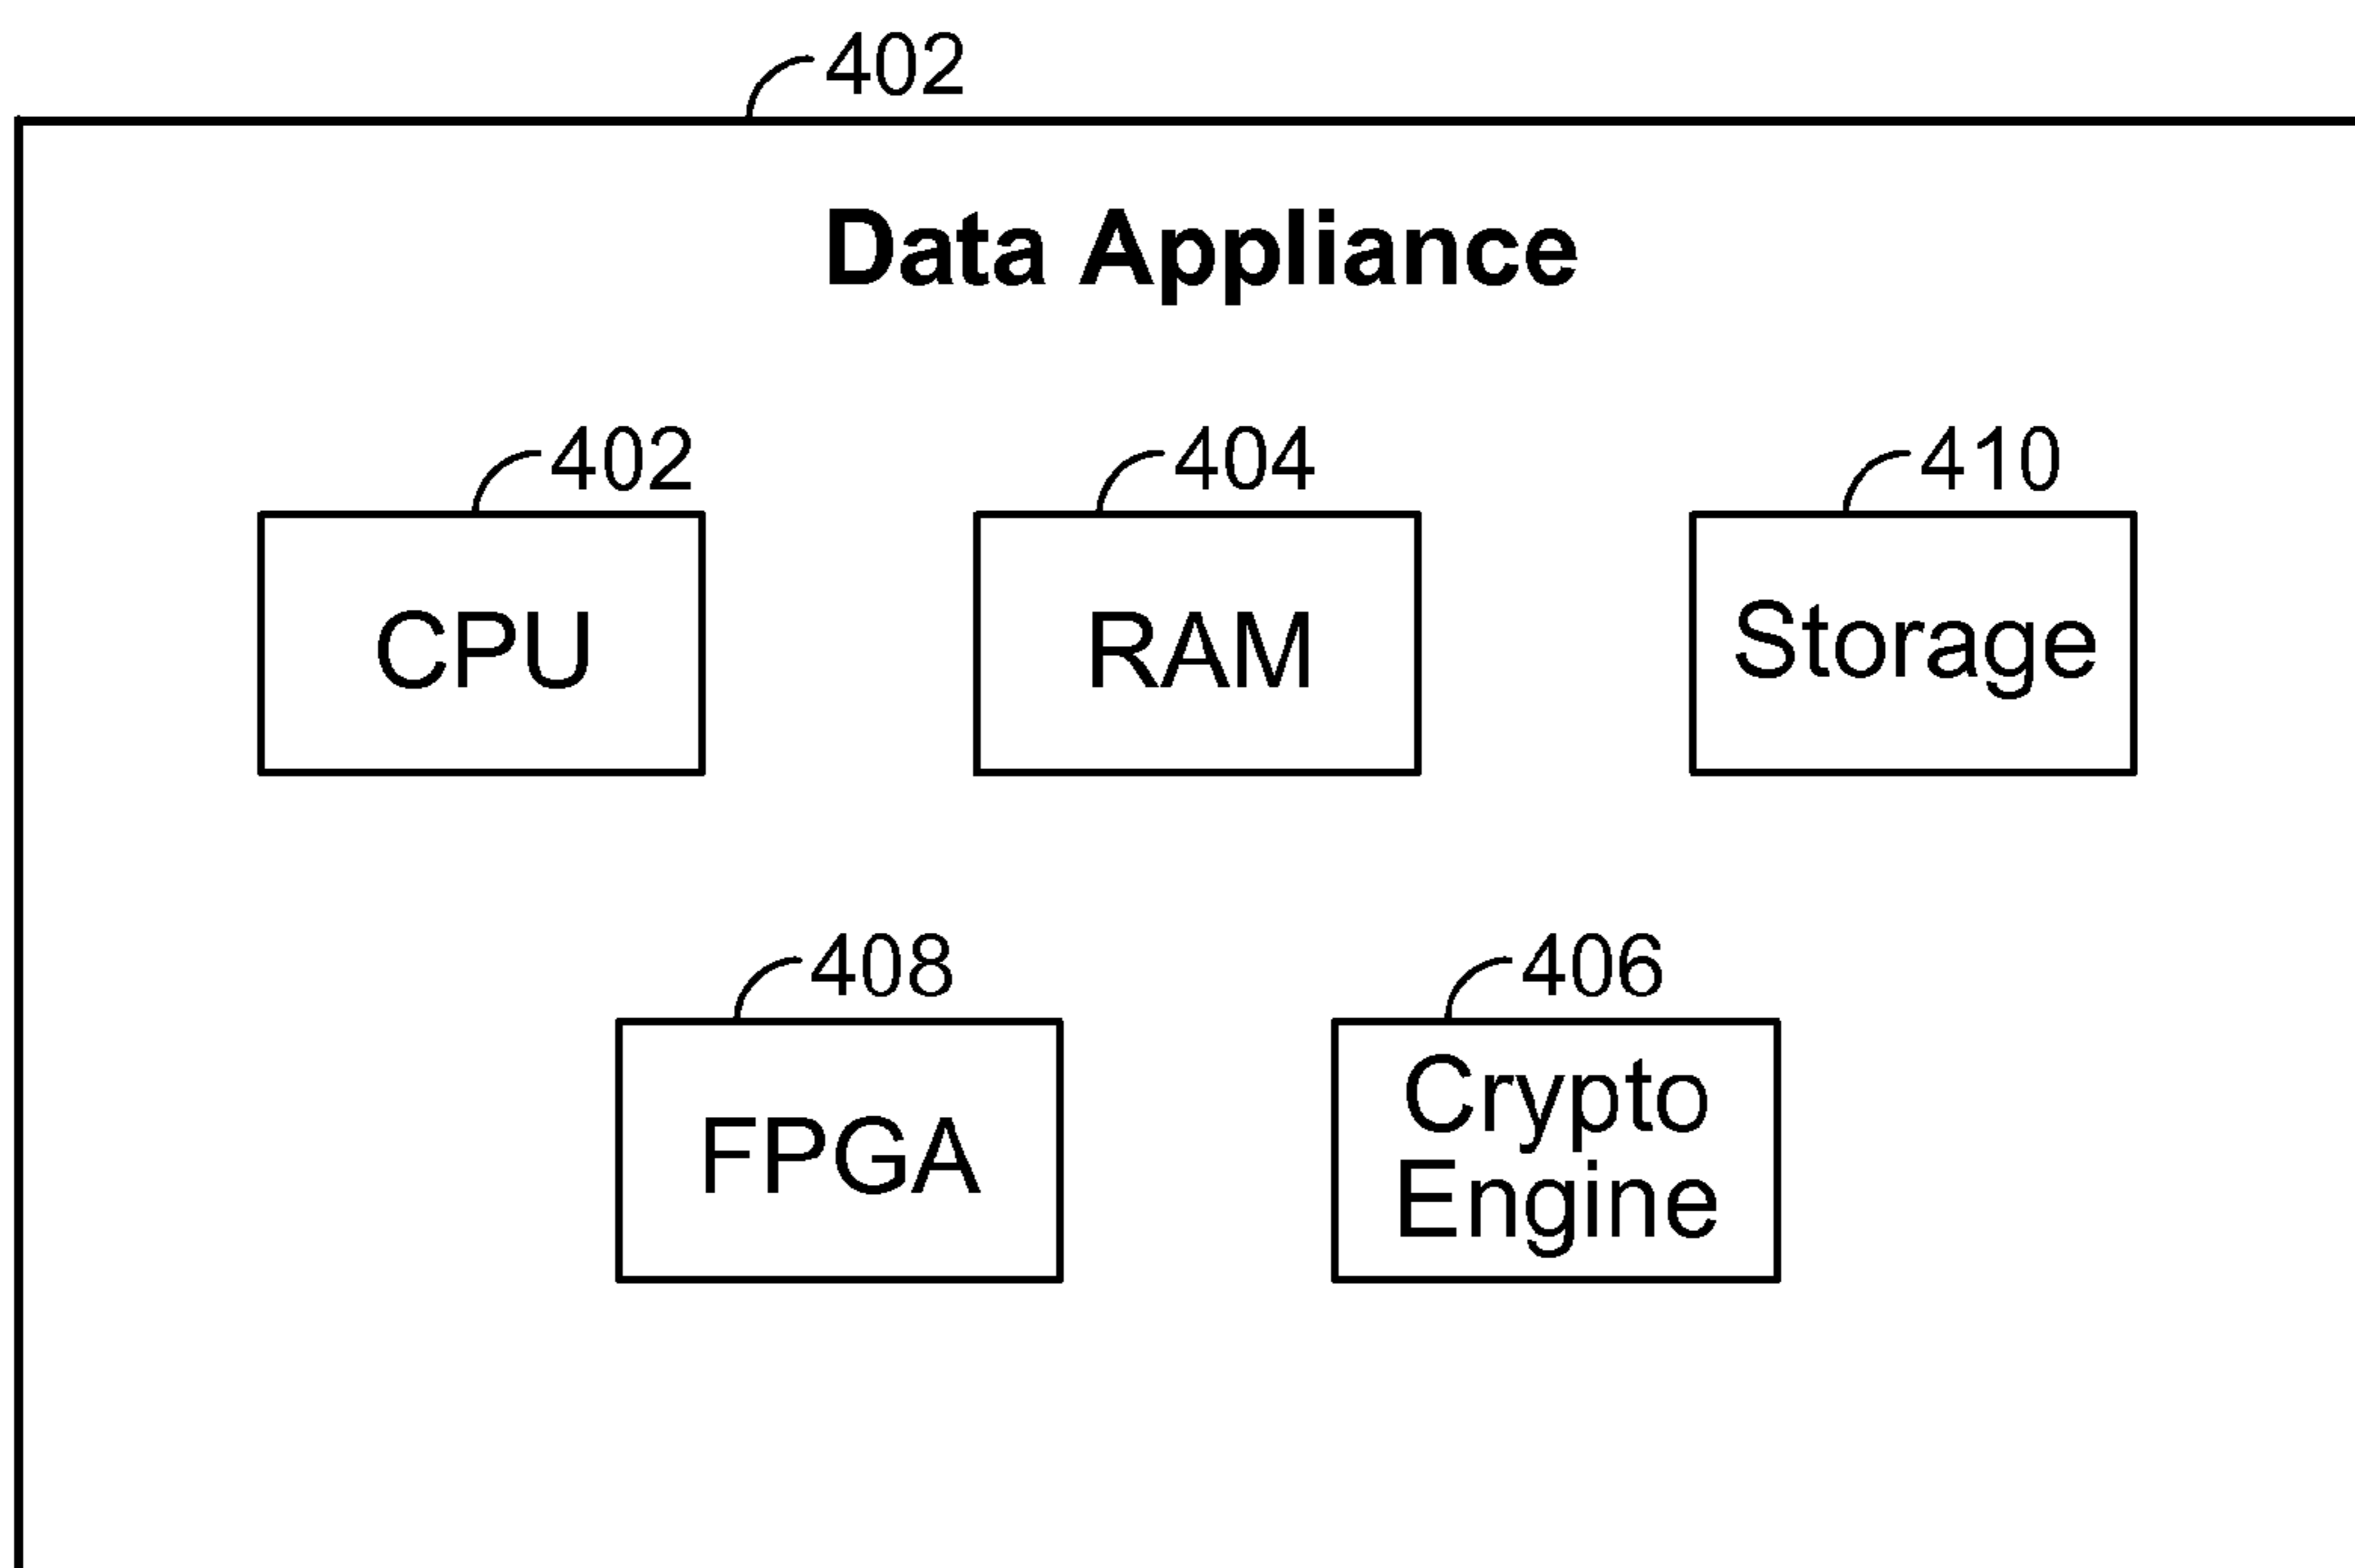 402
Data Appliance
402
404
410
CPU
RAM
Storage
408
406
FPGA
Crypto
Engine